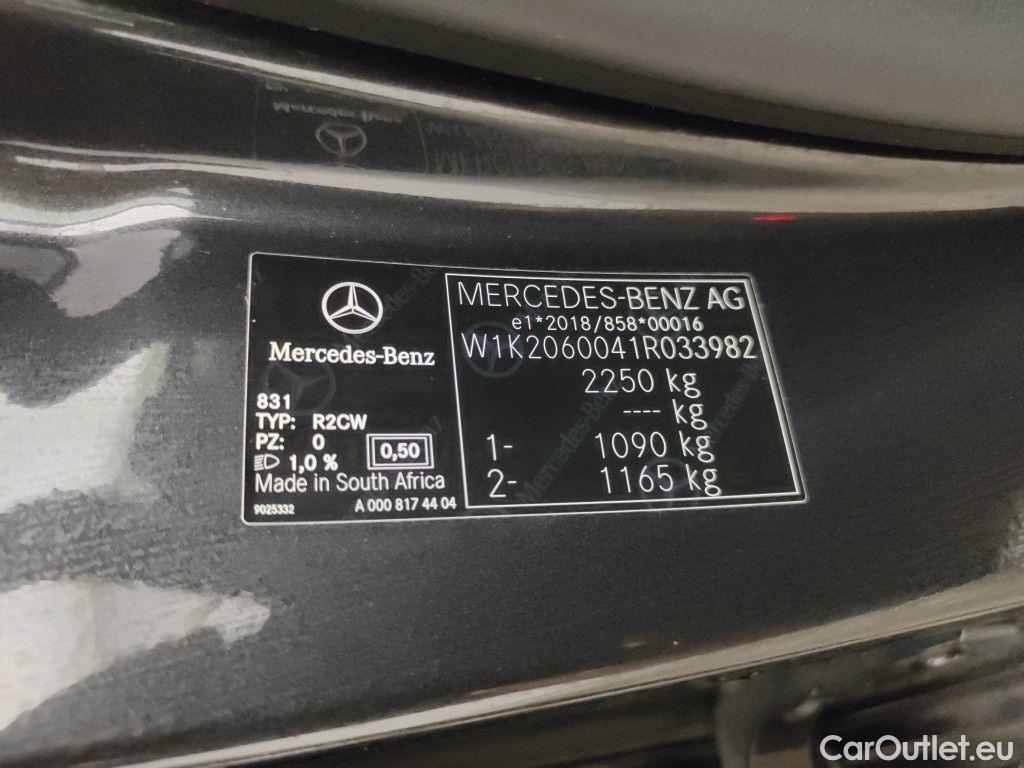 Mercedes-Benz
831
TYP: R2CW
PZ: 0
1,0 %
0,50
Made in South Africa
9025332
A 000 817 44 04
MERCEDES-BENZ AG
e1*2018/858*00016
W1K2060041R033982
2250 kg
---- kg
1- 1090 kg
2- 1165 kg
CarOutlet.eu